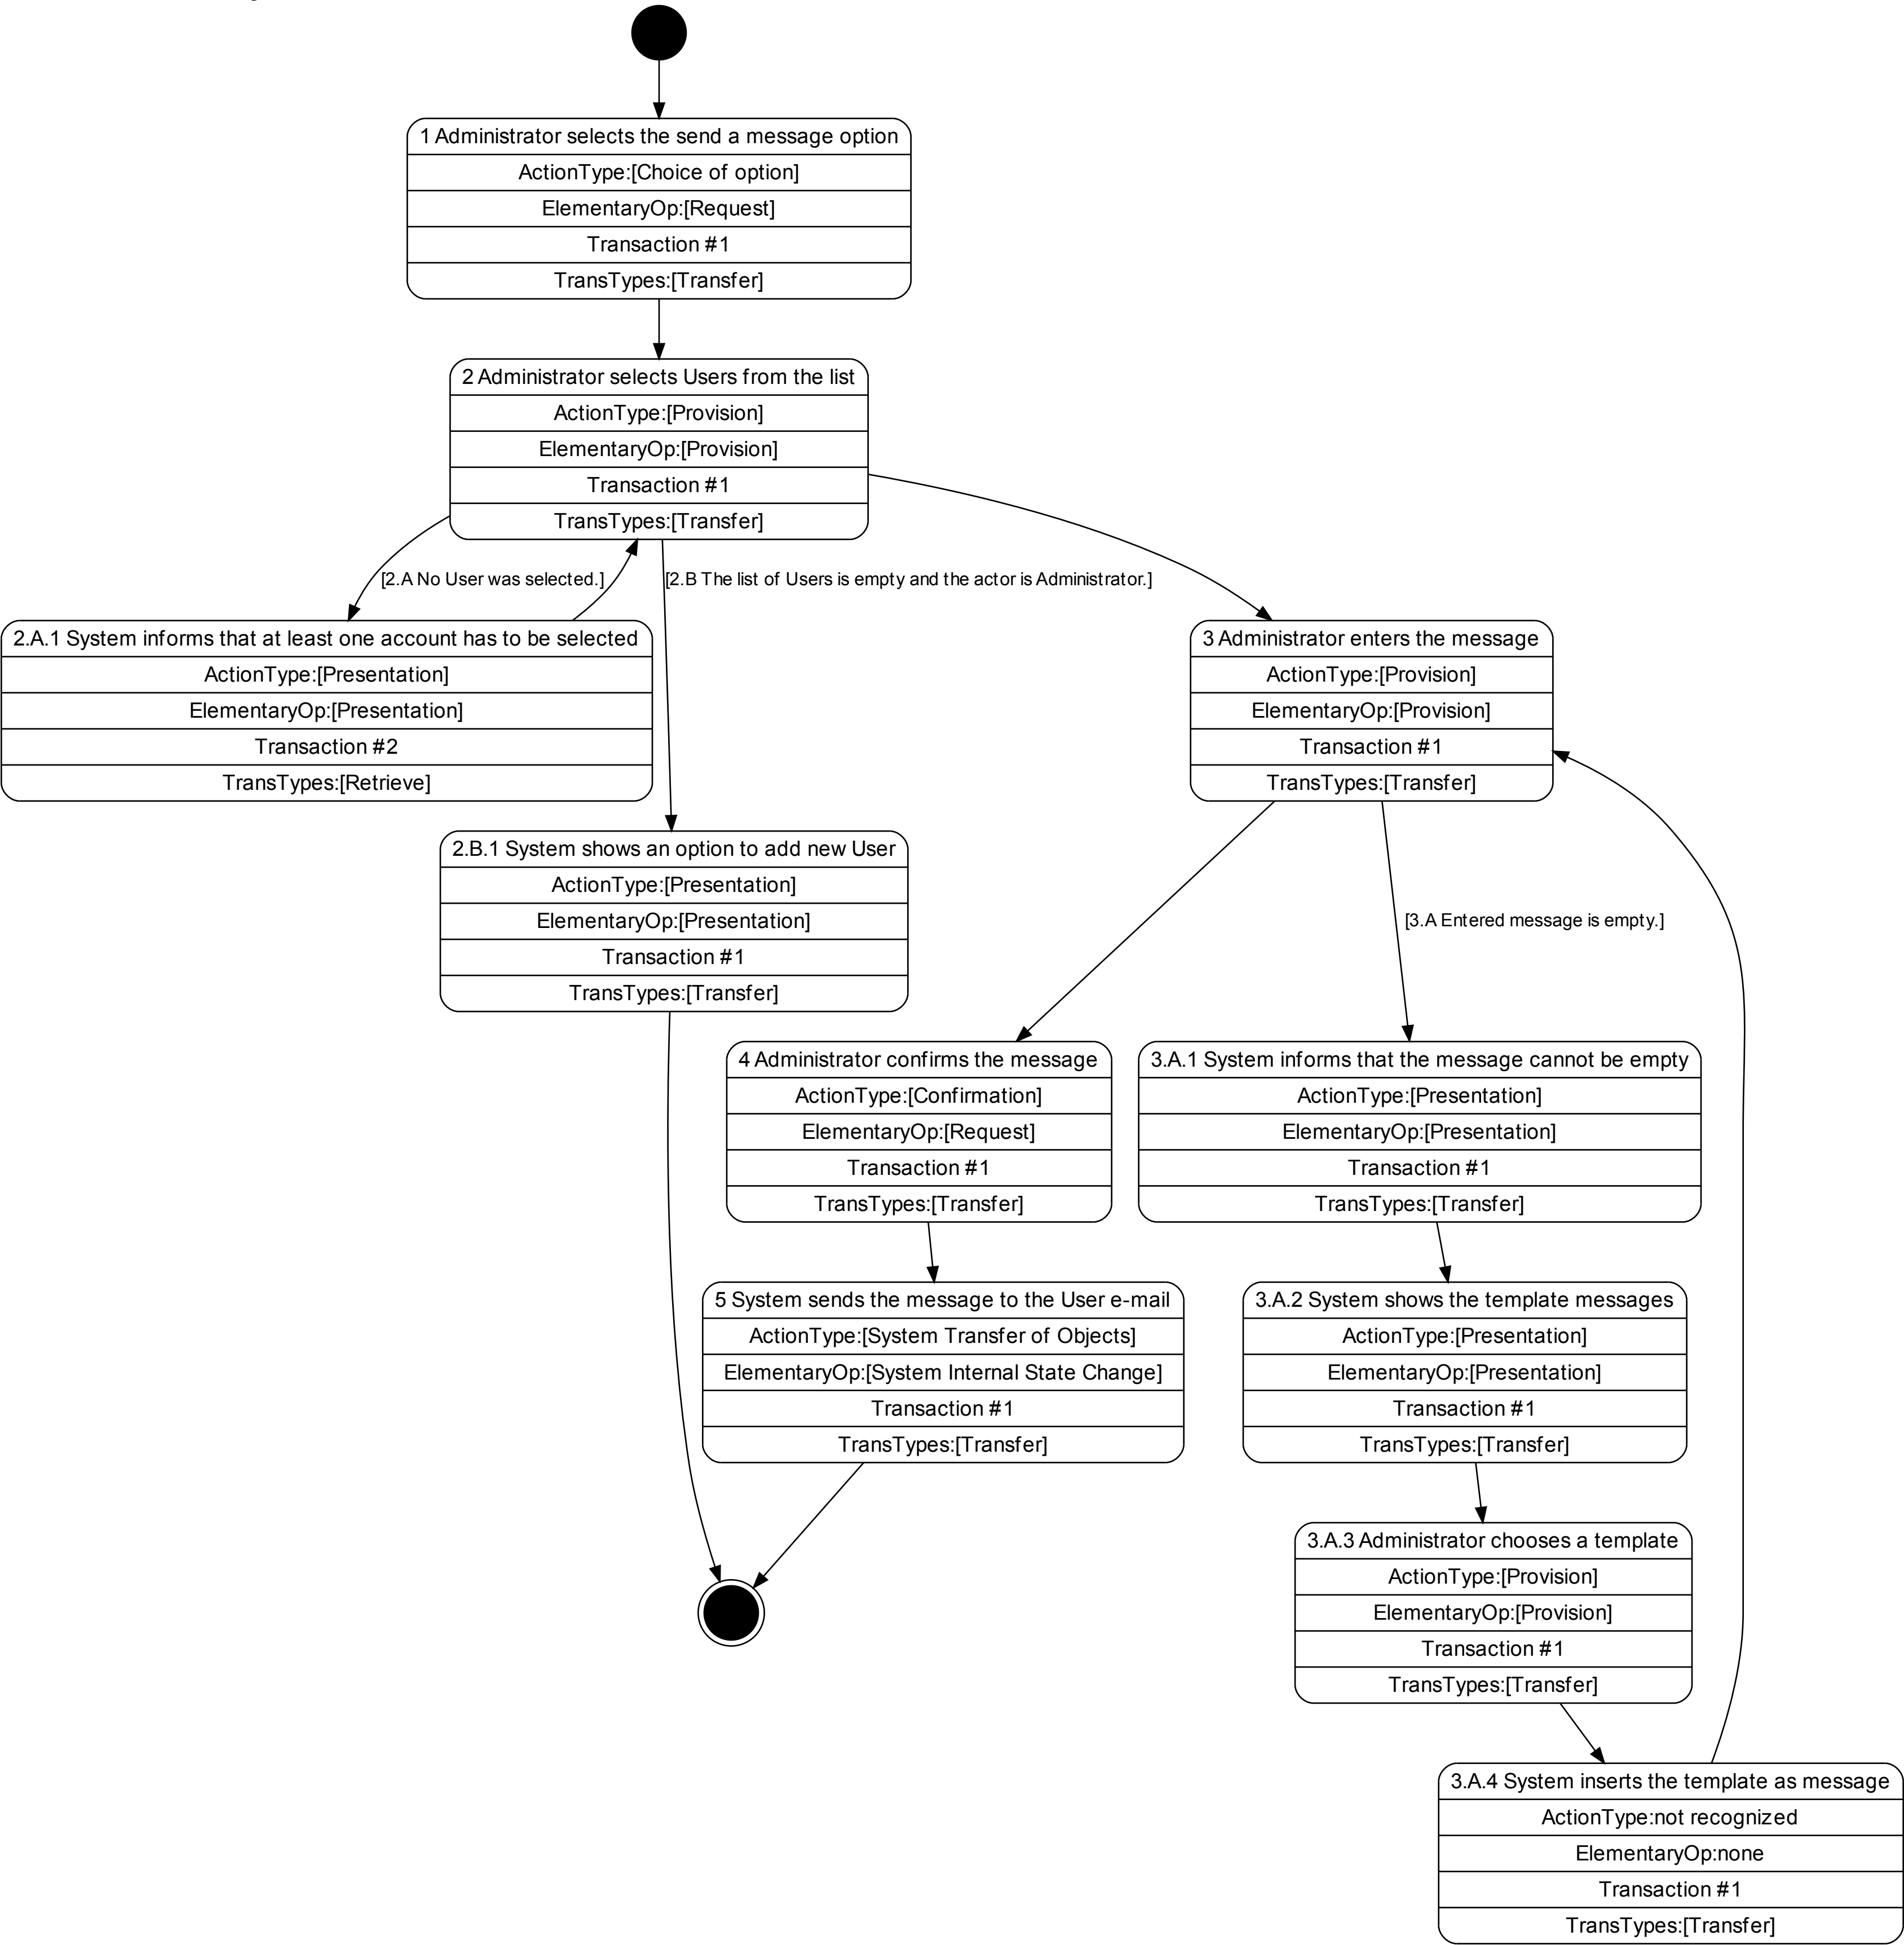 1 Administrator selects the send a message option
ActionType:[Choice of option]
ElementaryOp:[Request]
Transaction #1
TransTypes:[Transfer]
2 Administrator selects Users from the list
ActionType:[Provision]
ElementaryOp:[Provision]
Transaction #1
TransTypes:[Transfer]
[2.A No User was selected.]
[2.B The list of Users is empty and the actor is Administrator.]
2.A.1 System informs that at least one account has to be selected
ActionType:[Presentation]
ElementaryOp:[Presentation]
Transaction #2
TransTypes:[Retrieve]
3 Administrator enters the message
ActionType:[Provision]
ElementaryOp:[Provision]
Transaction #1
TransTypes:[Transfer]
2.B.1 System shows an option to add new User
ActionType:[Presentation]
ElementaryOp:[Presentation]
Transaction #1
TransTypes:[Transfer]
[3.A Entered message is empty.]
4 Administrator confirms the message
ActionType:[Confirmation]
ElementaryOp:[Request]
Transaction #1
TransTypes:[Transfer]
3.A.1 System informs that the message cannot be empty
ActionType:[Presentation]
ElementaryOp:[Presentation]
Transaction #1
TransTypes:[Transfer]
5 System sends the message to the User e-mail
ActionType:[System Transfer of Objects]
ElementaryOp:[System Internal State Change]
Transaction #1
TransTypes:[Transfer]
3.A.2 System shows the template messages
ActionType:[Presentation]
ElementaryOp:[Presentation]
Transaction #1
TransTypes:[Transfer]
3.A.3 Administrator chooses a template
ActionType:[Provision]
ElementaryOp:[Provision]
Transaction #1
TransTypes:[Transfer]
3.A.4 System inserts the template as message
ActionType:not recognized
ElementaryOp:none
Transaction #1
TransTypes:[Transfer]